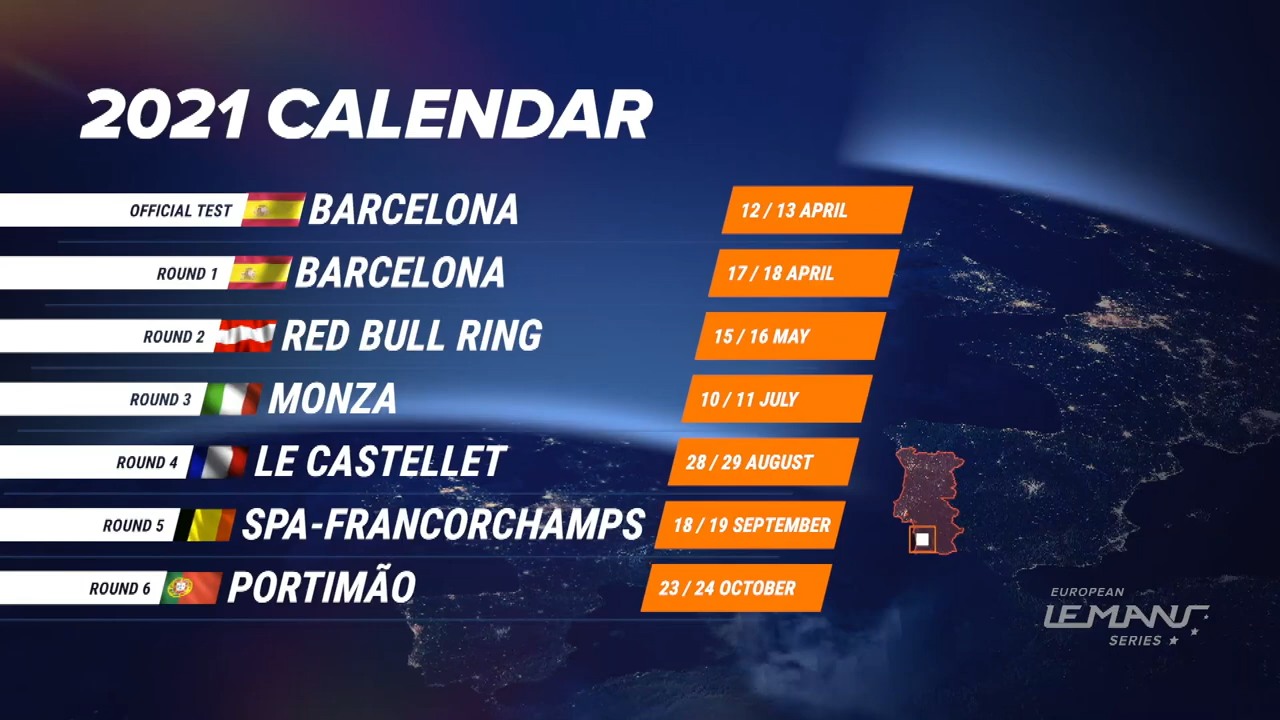 2021 CALENDAR
OFFICIAL TEST BARCELONA 12 / 13 APRIL
ROUND 1 BARCELONA 17 / 18 APRIL
ROUND 2 RED BULL RING 15 / 16 MAY
ROUND 3 MONZA 10 / 11 JULY
ROUND 4 LE CASTELLET 28 / 29 AUGUST
ROUND 5 SPA-FRANCORCHAMPS 18 / 19 SEPTEMBER
ROUND 6 PORTIMÃO 23 / 24 OCTOBER
EUROPEAN
LEMANS
SERIES